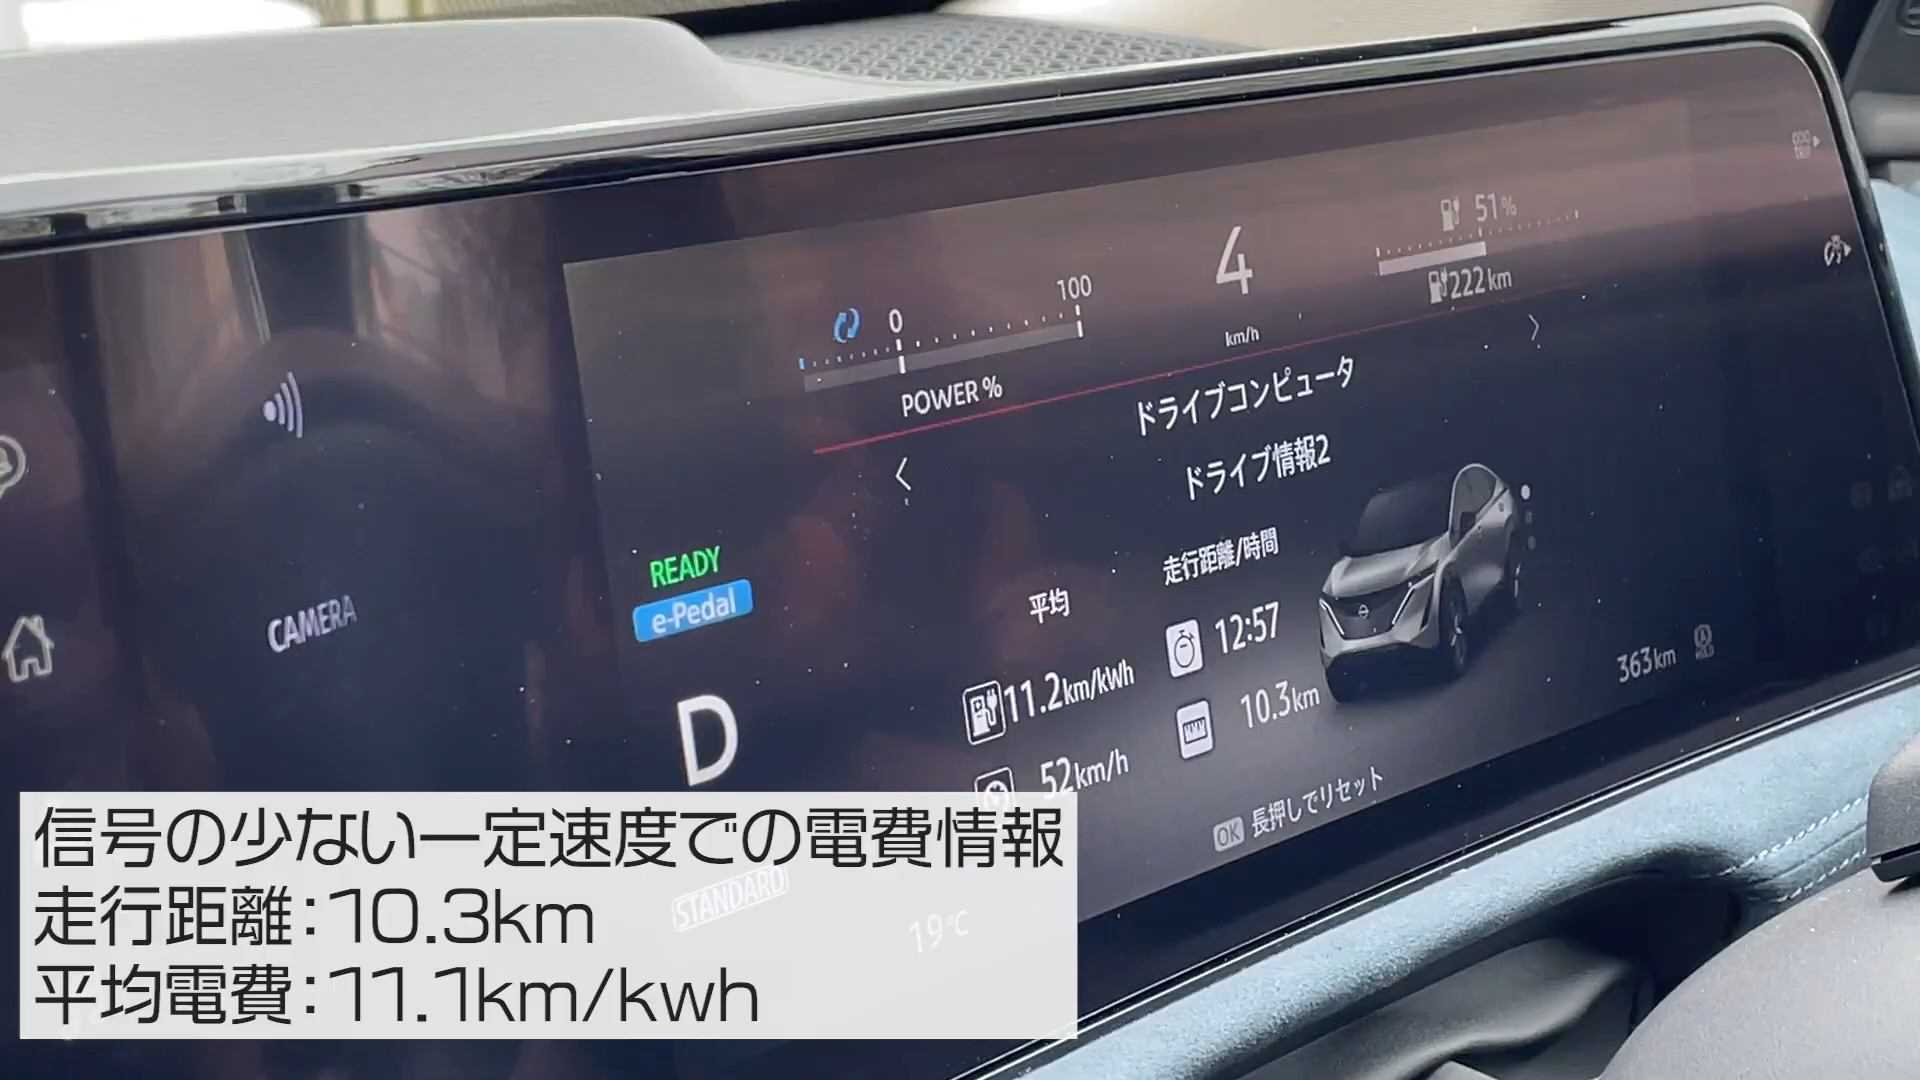 51%
222km
0
100
POWER %
4
km/h
ドライブコンピュータ
ドライブ情報2
READY
e-Pedal
平均
走行距離/時間
11.2km/kWh
12:57
52km/h
10.3km
363km
HOLD
OK 長押しでリセット
CAMERA
D
STANDARD
19℃
信号の少ない一定速度での電費情報
走行距離:10.3km
平均電費:11.1km/kwh